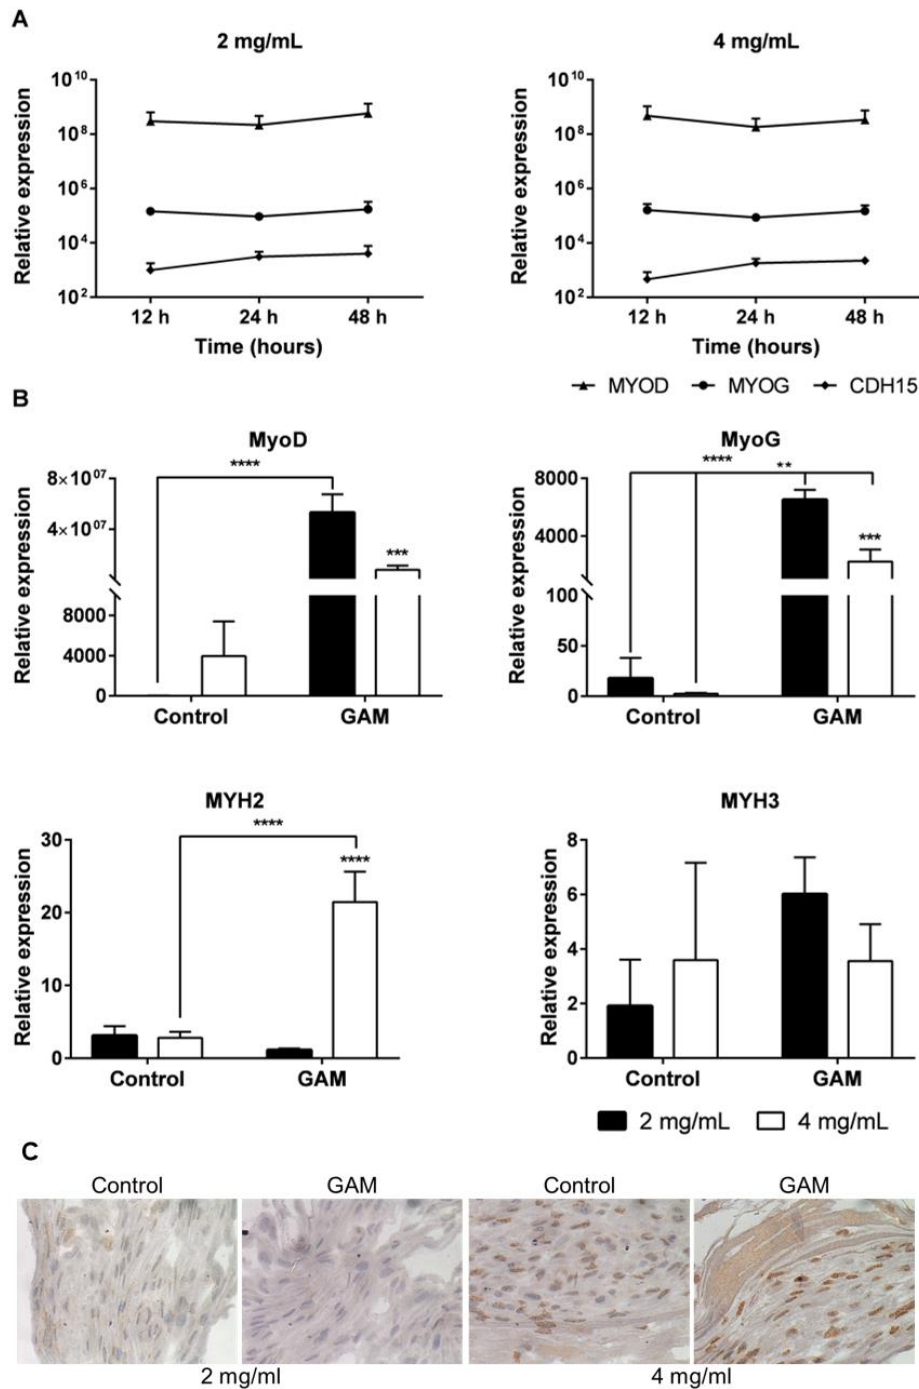 A
2 mg/mL
4 mg/mL
Relative expression
10^10
10^8
10^6
10^4
10^2
12 h
24 h
48 h
Time (hours)
Relative expression
10^10
10^8
10^6
10^4
10^2
12 h
24 h
48 h
Time (hours)
MYOD
MYOG
CDH15
B
MyoD
Relative expression
8×10^07
4×10^07
8000
4000
0
****
***
Control
GAM
MyoG
Relative expression
8000
4000
100
50
0
****
**
***
Control
GAM
MYH2
Relative expression
30
20
10
0
****
****
Control
GAM
MYH3
Relative expression
8
6
4
2
0
Control
GAM
2 mg/mL
4 mg/mL
C
Control
GAM
Control
GAM
2 mg/ml
4 mg/ml